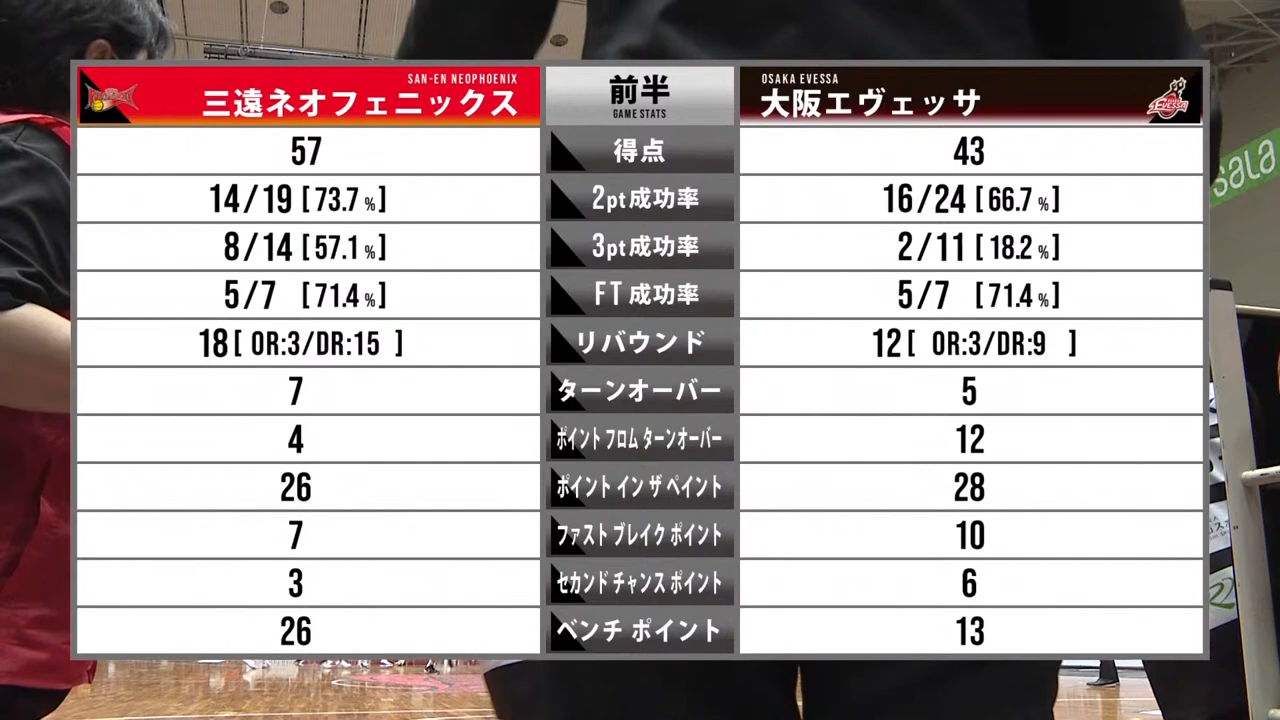 SAN-EN NEOPHOENIX
三遠ネオフェニックス
前半
GAME STATS
OSAKA EVESSA
大阪エヴェッサ
EVESSA
57 得点 43
14/19 [73.7%] 2pt成功率 16/24 [66.7%]
8/14 [57.1%] 3pt成功率 2/11 [18.2%]
5/7 [71.4%] FT成功率 5/7 [71.4%]
18[ OR:3/DR:15 ] リバウンド 12[ OR:3/DR:9 ]
7 ターンオーバー 5
4 ポイント フロム ターンオーバー 12
26 ポイント イン ザ ペイント 28
7 ファスト ブレイク ポイント 10
3 セカンド チャンス ポイント 6
26 ベンチ ポイント 13
sala